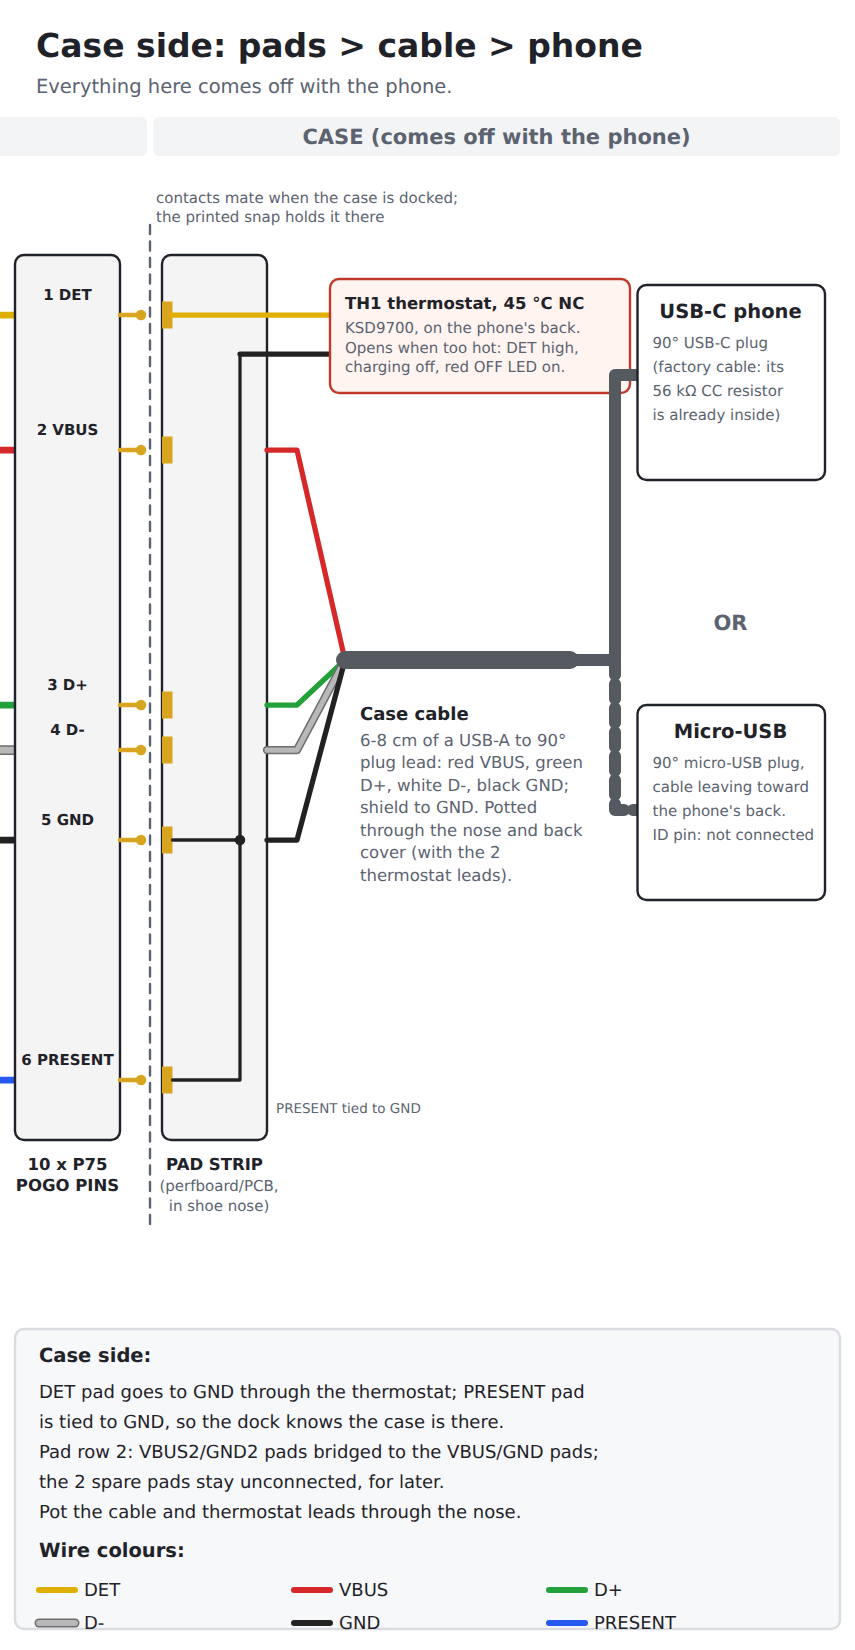 Case side: pads > cable > phone
Everything here comes off with the phone.
CASE (comes off with the phone)
contacts mate when the case is docked;
the printed snap holds it there
1 DET
2 VBUS
3 D+
4 D-
5 GND
6 PRESENT
10 x P75
POGO PINS
PAD STRIP
(perfboard/PCB,
in shoe nose)
TH1 thermostat, 45 °C NC
KSD9700, on the phone's back.
Opens when too hot: DET high,
charging off, red OFF LED on.
USB-C phone
90° USB-C plug
(factory cable: its
56 kΩ CC resistor
is already inside)
OR
Case cable
6-8 cm of a USB-A to 90°
plug lead: red VBUS, green
D+, white D-, black GND;
shield to GND. Potted
through the nose and back
cover (with the 2
thermostat leads).
Micro-USB
90° micro-USB plug,
cable leaving toward
the phone's back.
ID pin: not connected
PRESENT tied to GND
Case side:
DET pad goes to GND through the thermostat; PRESENT pad
is tied to GND, so the dock knows the case is there.
Pad row 2: VBUS2/GND2 pads bridged to the VBUS/GND pads;
the 2 spare pads stay unconnected, for later.
Pot the cable and thermostat leads through the nose.
Wire colours:
DET
VBUS
D+
D-
GND
PRESENT